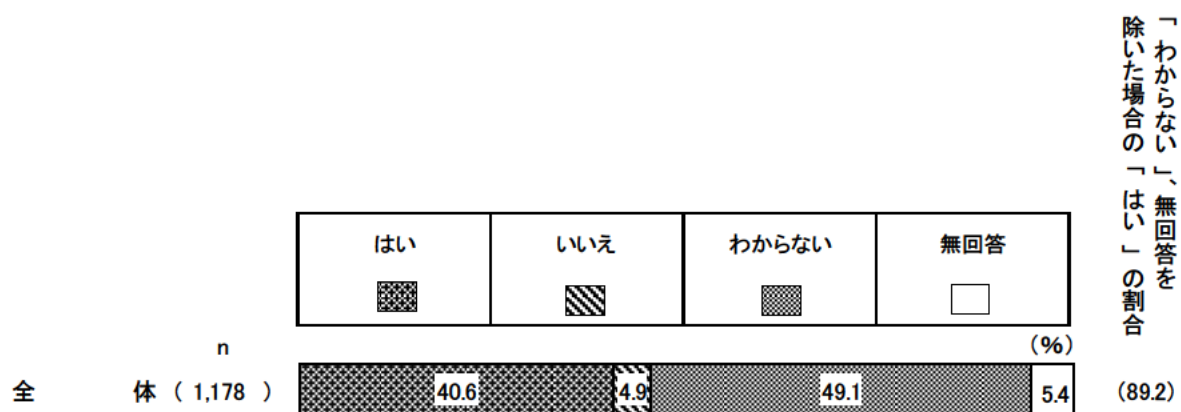 「わからない」、無回答を
除いた場合の「はい」の割合
はい
いいえ
わからない
無回答
n
(%)
全体 ( 1,178 )
40.6
4.9
49.1
5.4
(89.2)